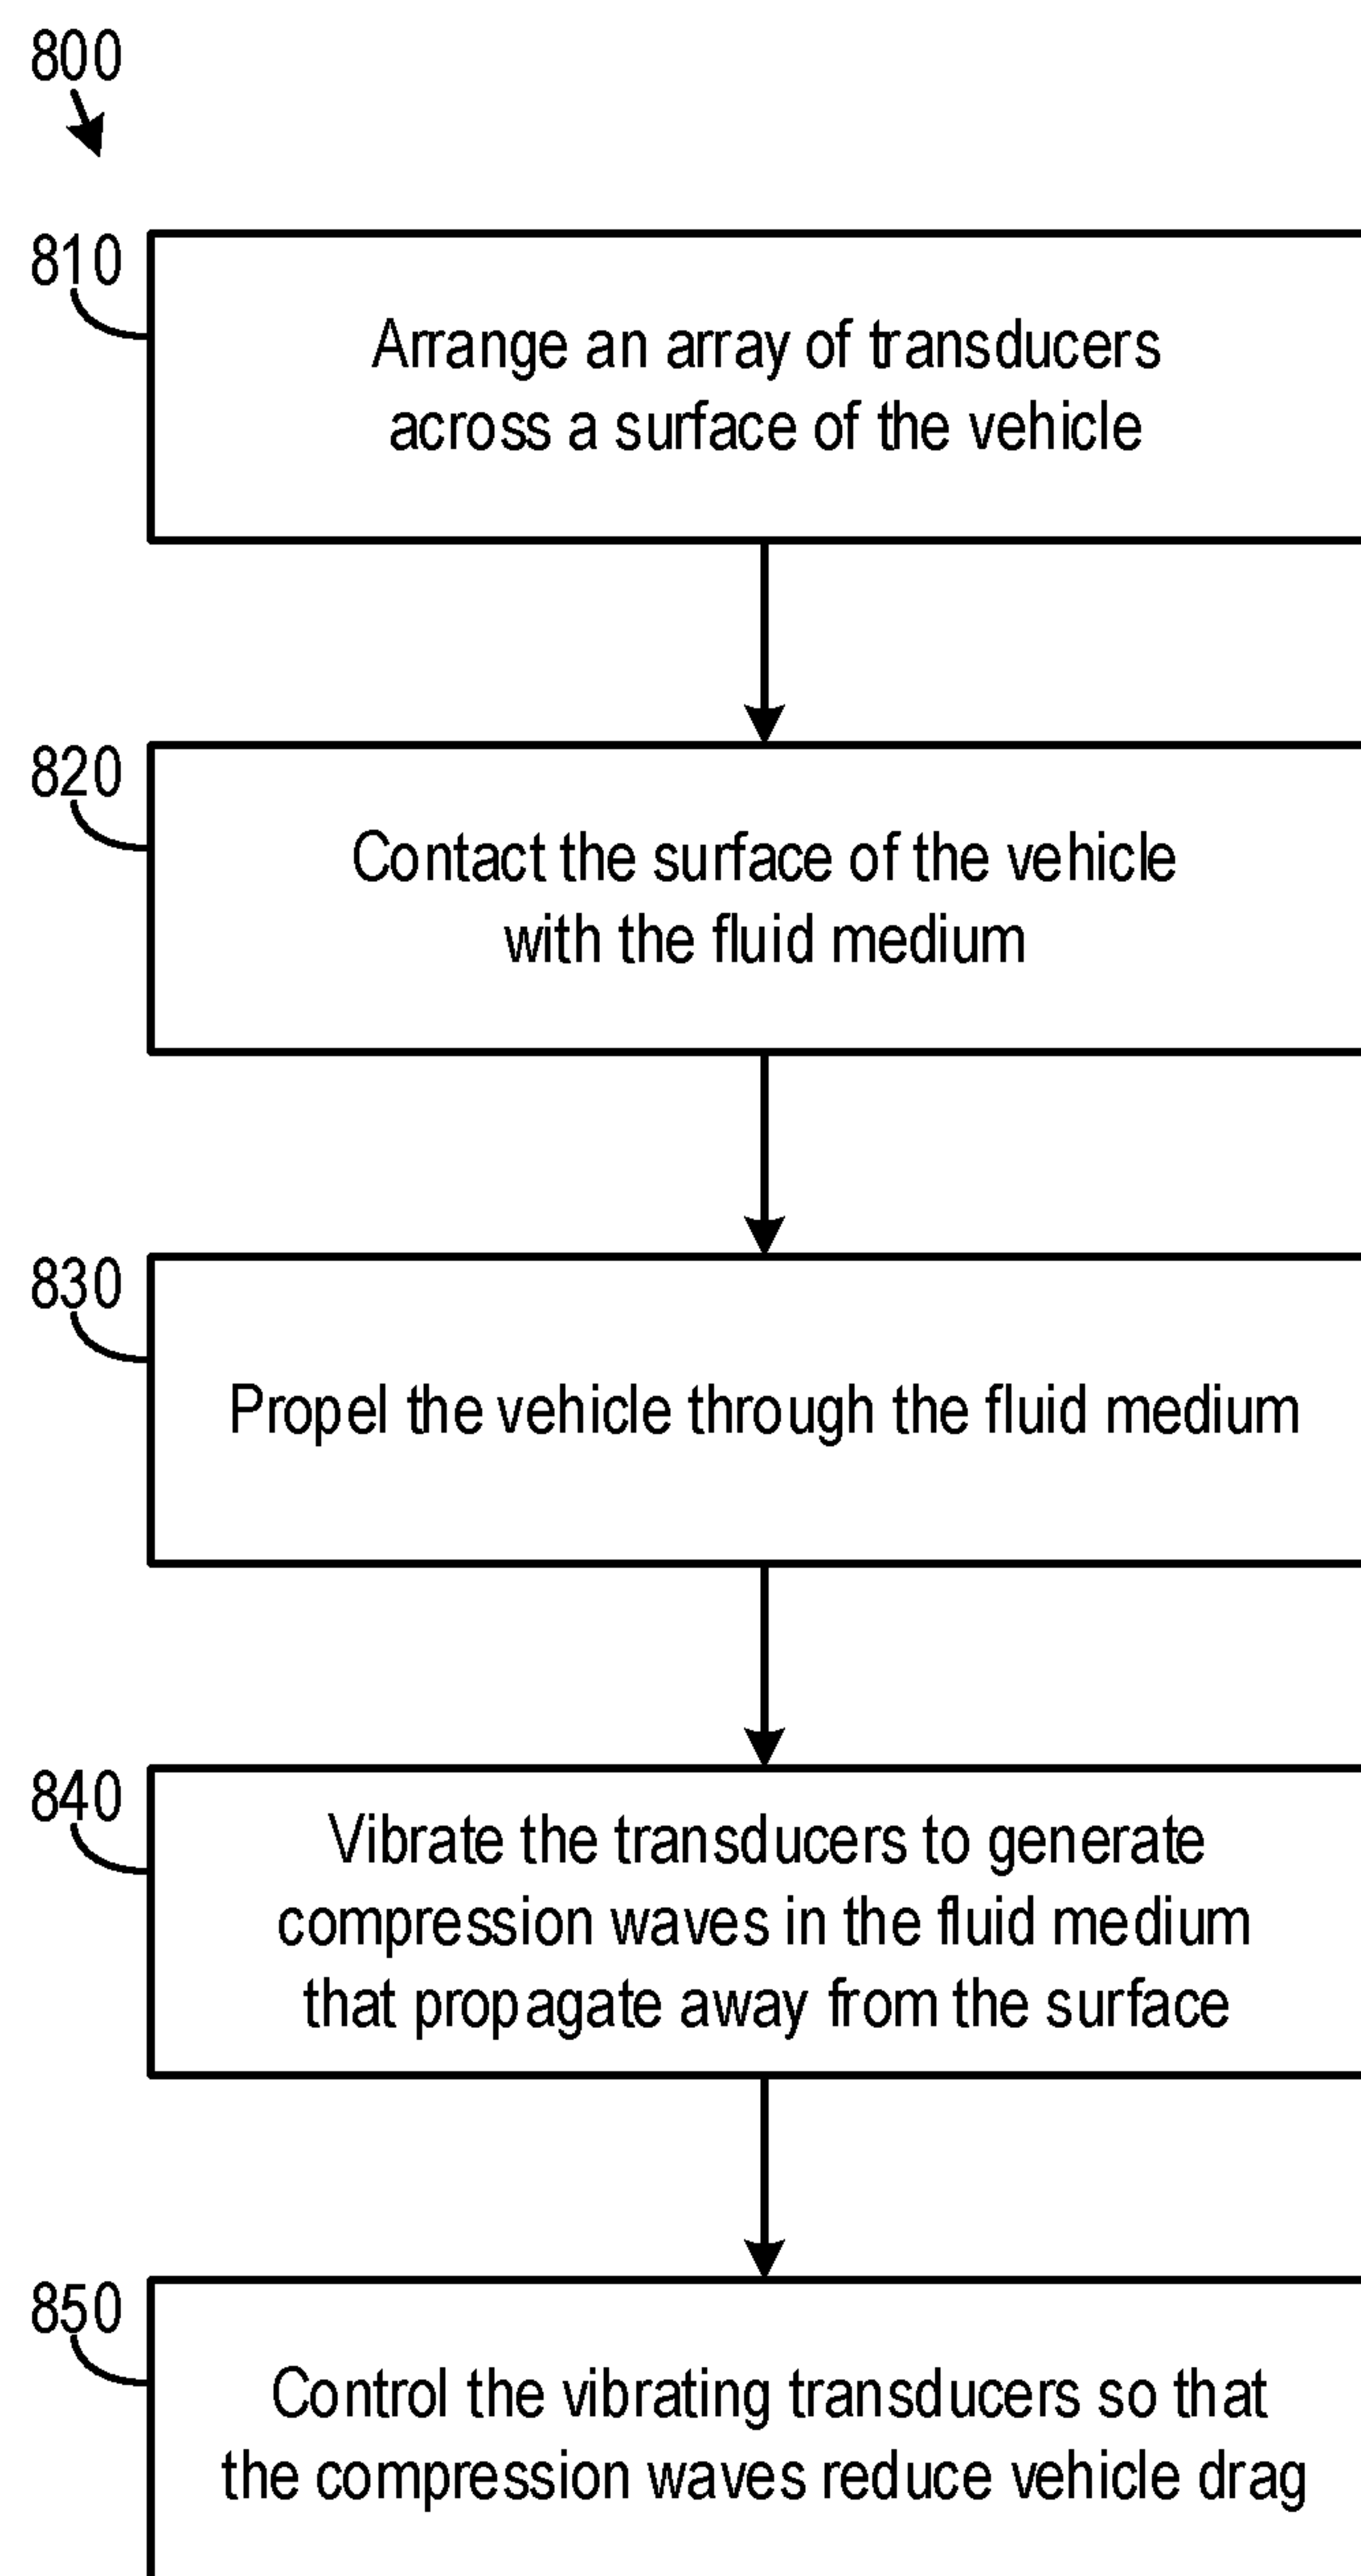 800
810
Arrange an array of transducers
across a surface of the vehicle
820
Contact the surface of the vehicle
with the fluid medium
830
Propel the vehicle through the fluid medium
840
Vibrate the transducers to generate
compression waves in the fluid medium
that propagate away from the surface
850
Control the vibrating transducers so that
the compression waves reduce vehicle drag